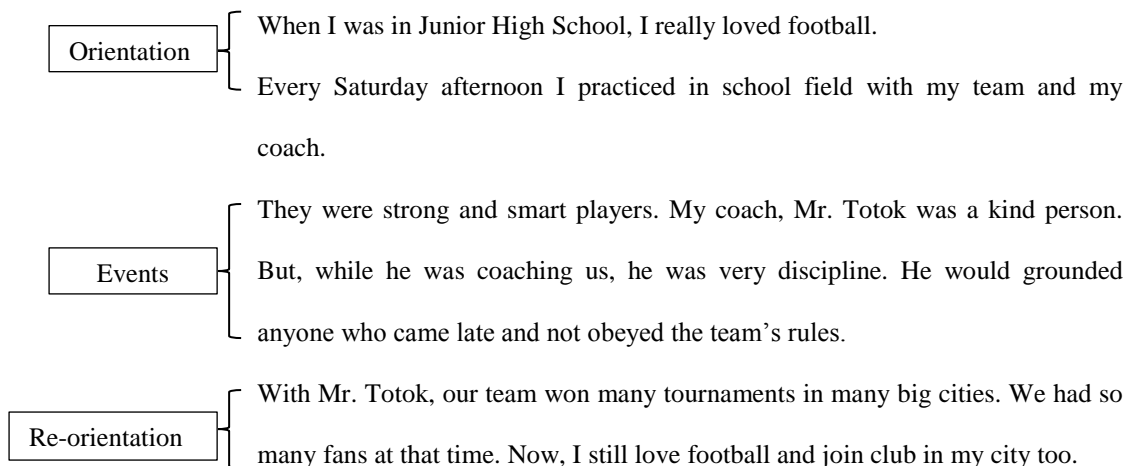 When I was in Junior High School, I really loved football.
Orientation
Every Saturday afternoon I practiced in school field with my team and my
coach.
They were strong and smart players. My coach, Mr. Totok was a kind person.
Events
But, while he was coaching us, he was very discipline. He would grounded
anyone who came late and not obeyed the team's rules.
With Mr. Totok, our team won many tournaments in many big cities. We had so
Re-orientation
many fans at that time. Now, I still love football and join club in my city too.